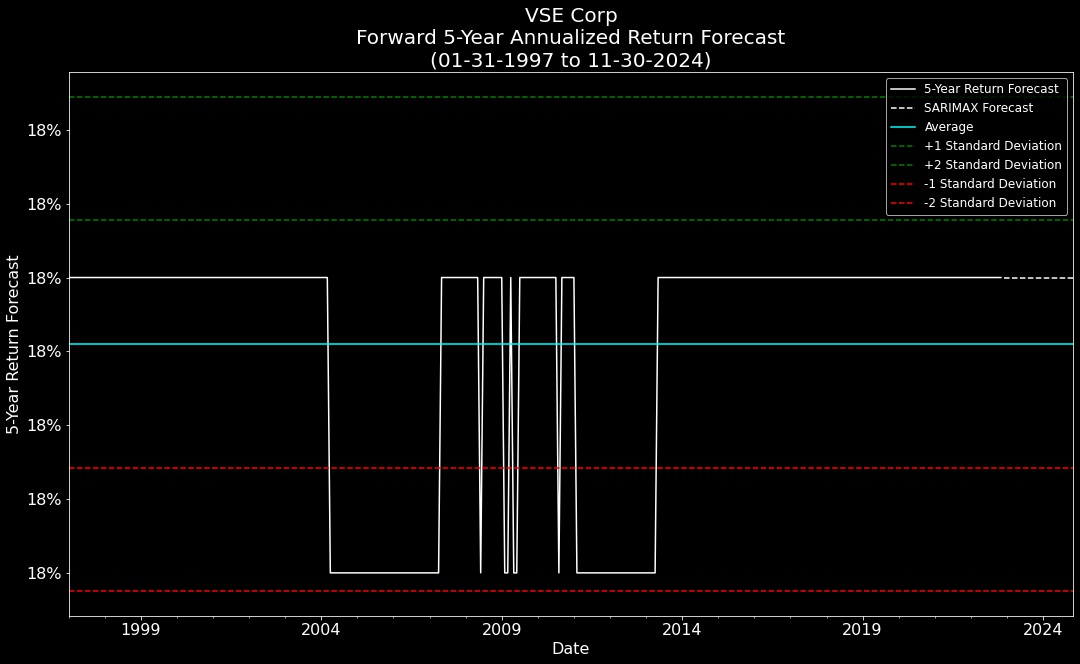 VSE Corp
Forward 5-Year Annualized Return Forecast
(01-31-1997 to 11-30-2024)
5-Year Return Forecast
SARIMAX Forecast
Average
+1 Standard Deviation
+2 Standard Deviation
-1 Standard Deviation
-2 Standard Deviation
5-Year Return Forecast
18%
18%
18%
18%
18%
18%
18%
1999
2004
2009
2014
2019
2024
Date